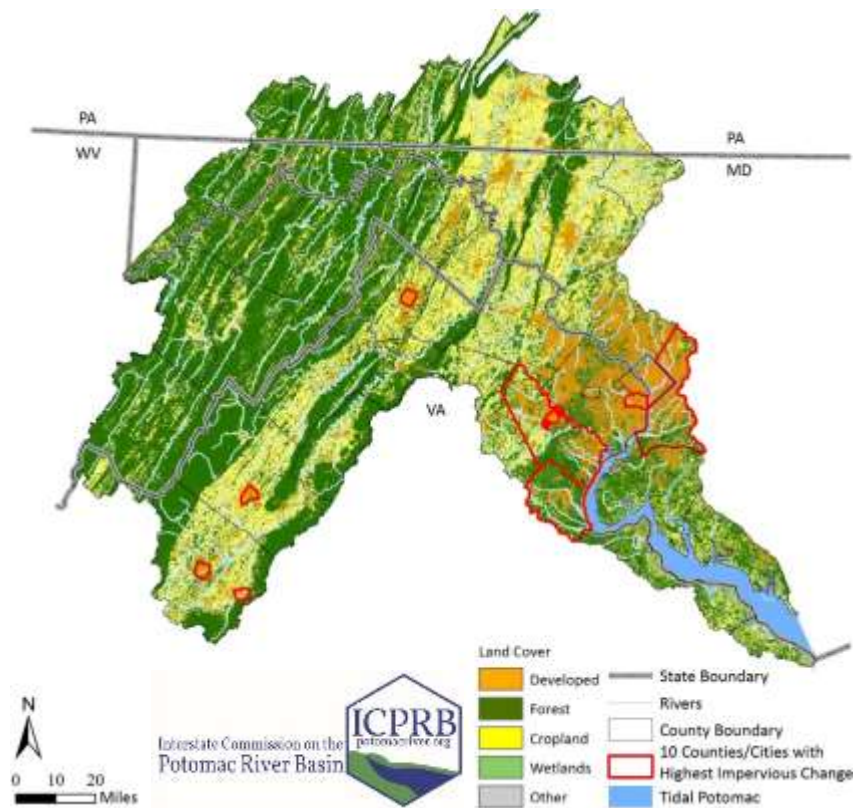 PA
WV
PA
MD
VA
N
0 10 20
Miles
Interstate Commission on the
Potomac River Basin
ICPRB
potomacriver.org
Land Cover
Developed
Forest
Cropland
Wetlands
Other
State Boundary
Rivers
County Boundary
10 Counties/Cities with
Highest Impervious Change
Tidal Potomac